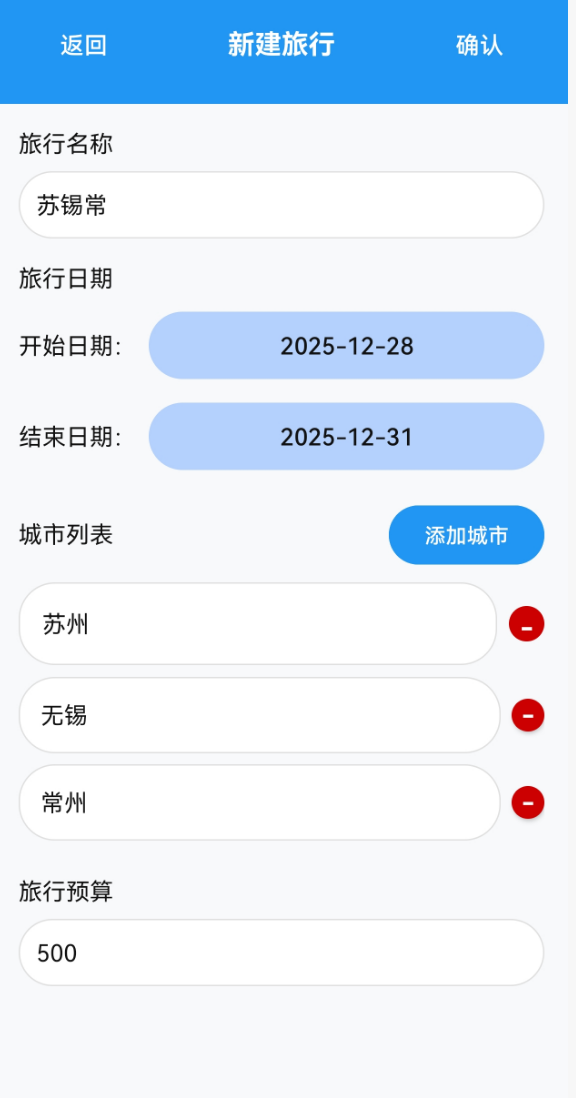 返回 新建旅行 确认
旅行名称
苏锡常
旅行日期
开始日期： 2025-12-28
结束日期： 2025-12-31
城市列表 添加城市
苏州 -
无锡 -
常州 -
旅行预算
500